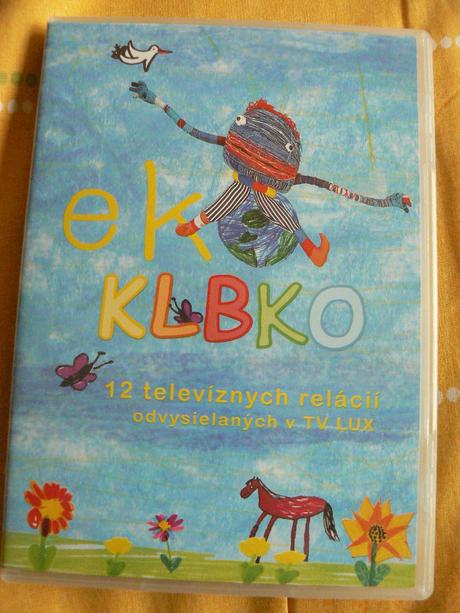 eko
KLBKO
12 televíznych relácií
odvysielaných v TV LUX